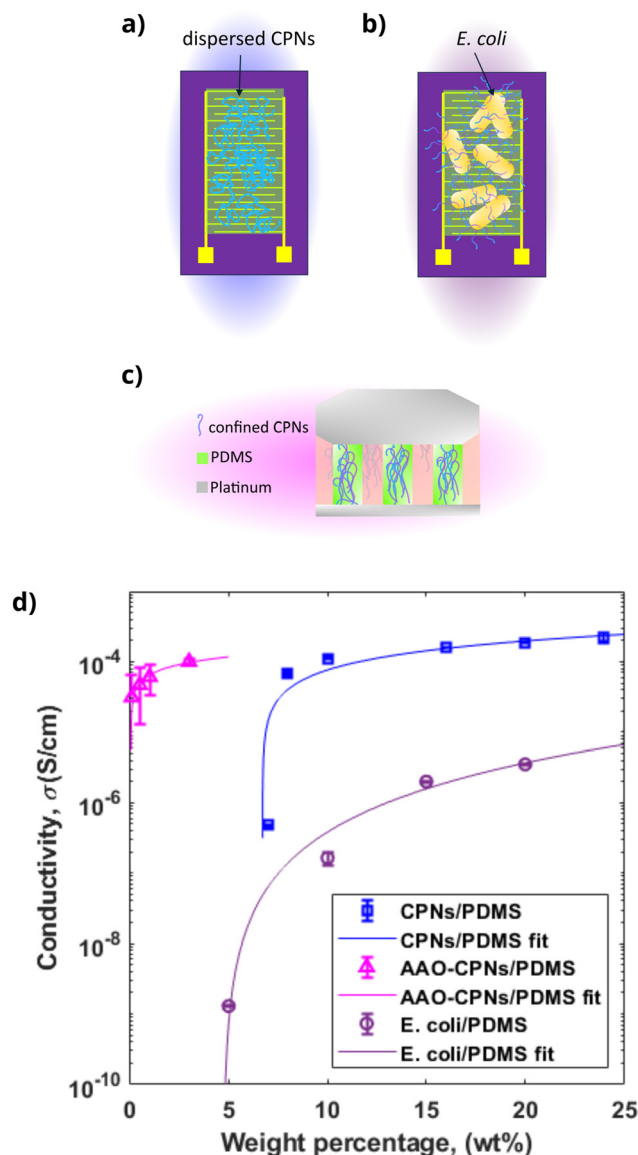 a)
dispersed CPNs
b)
E. coli
c)
confined CPNs
PDMS
Platinum
d)
Conductivity, σ(S/cm)
10⁻⁴
10⁻⁶
10⁻⁸
10⁻¹⁰
0 5 10 15 20 25
Weight percentage, (wt%)
CPNs/PDMS
CPNs/PDMS fit
AAO-CPNs/PDMS
AAO-CPNs/PDMS fit
E. coli/PDMS
E. coli/PDMS fit